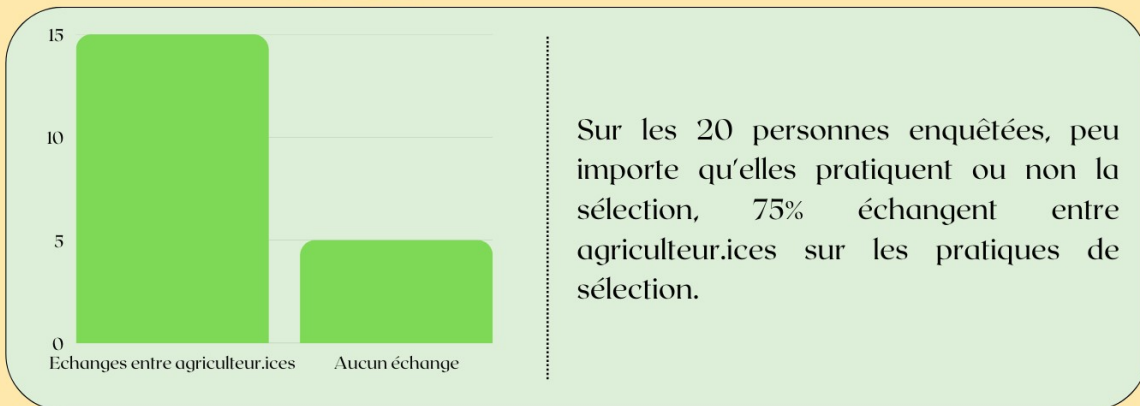 15
10
5
0
Echanges entre agriculteur.ices
Aucun échange
Sur les 20 personnes enquêtées, peu
importe qu'elles pratiquent ou non la
sélection, 75% échangent entre
agriculteur.ices sur les pratiques de
sélection.